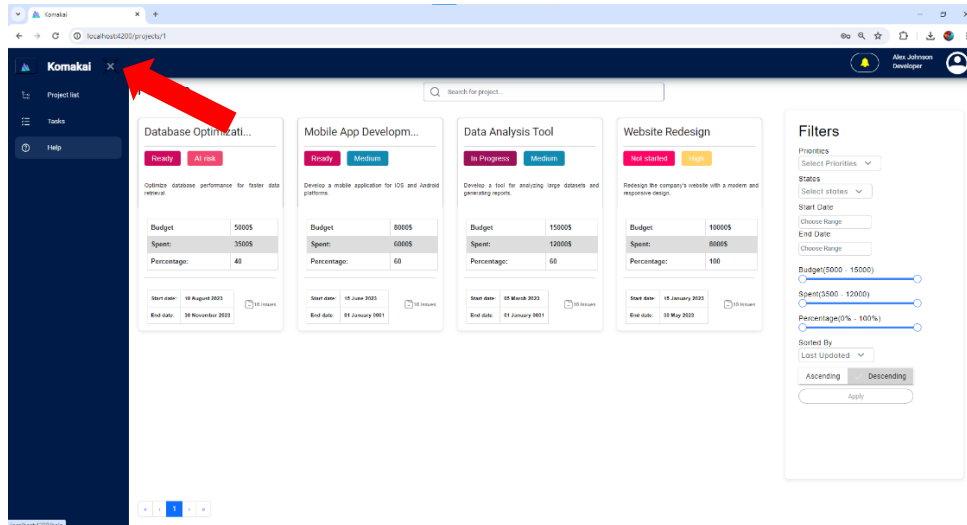 Komakai
localhost:4200/projects/1
Komakai
Alex Johnson
Developer
Project list
Tasks
Help
Search for project...
Database Optimizati...
Ready
At risk
Optimize database performance for faster data
retrieval.
Budget 5000$
Spent: 3500$
Percentage: 40
Start date: 10 August 2023
End date: 30 November 2023
10 Issues
Mobile App Developm...
Ready
Medium
Develop a mobile application for iOS and Android
platforms.
Budget 8000$
Spent: 6000$
Percentage: 60
Start date: 15 June 2023
End date: 01 January 0001
10 Issues
Data Analysis Tool
In Progress
Medium
Develop a tool for analyzing large datasets and
generating reports.
Budget 15000$
Spent: 12000$
Percentage: 60
Start date: 05 March 2023
End date: 01 January 0001
10 Issues
Website Redesign
Not started
High
Redesign the company's website with a modern and
responsive design.
Budget 10000$
Spent: 8000$
Percentage: 100
Start date: 15 January 2023
End date: 30 May 2023
10 Issues
Filters
Priorities
Select Priorities
States
Select states
Start Date
Choose Range
End Date
Choose Range
Budget(5000 - 15000)
Spent(3500 - 12000)
Percentage(0% - 100%)
Sorted By
Last Updated
Ascending
Descending
Apply
« ‹ 1 › »